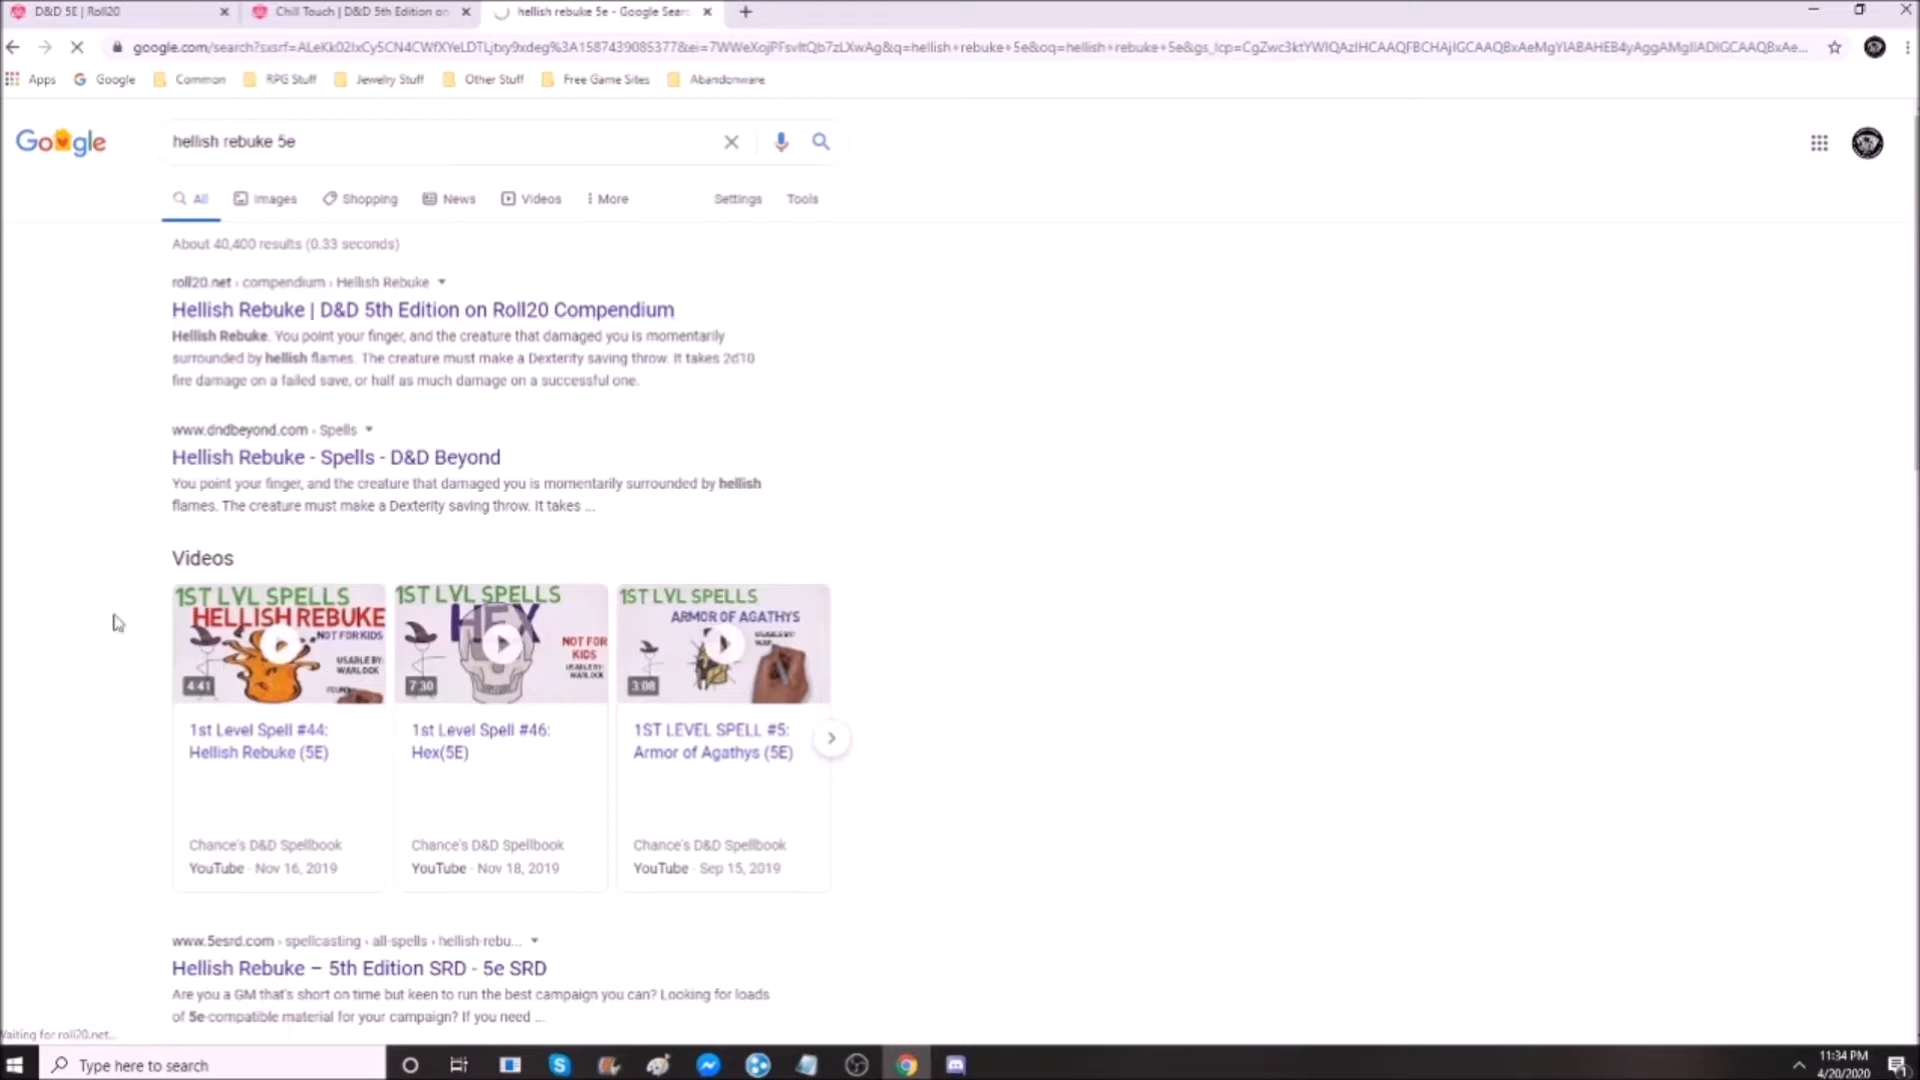 D&D 5E | Roll20
Chill Touch | D&D 5th Edition on
hellish rebuke 5e - Google Sear
Apps Google Common RPG Stuff Jewelry Stuff Other Stuff Free Game Sites Abandonware
Google
hellish rebuke 5e
All Images Shopping News Videos More Settings Tools
About 40,400 results (0.33 seconds)
roll20.net › compendium › Hellish Rebuke
Hellish Rebuke | D&D 5th Edition on Roll20 Compendium
Hellish Rebuke. You point your finger, and the creature that damaged you is momentarily
surrounded by hellish flames. The creature must make a Dexterity saving throw. It takes 2d10
fire damage on a failed save, or half as much damage on a successful one.
www.dndbeyond.com › Spells
Hellish Rebuke - Spells - D&D Beyond
You point your finger, and the creature that damaged you is momentarily surrounded by hellish
flames. The creature must make a Dexterity saving throw. It takes ...
Videos
1ST LVL SPELLS
HELLISH REBUKE
NOT FOR KIDS
USABLE BY:
WARLOCK
4:41
1ST LVL SPELLS
HEX
NOT FOR
KIDS
USABLE BY:
WARLOCK
7:30
1ST LVL SPELLS
ARMOR OF AGATHYS
USABLE BY:
3:08
1st Level Spell #44:
Hellish Rebuke (5E)
Chance's D&D Spellbook
YouTube · Nov 16, 2019
1st Level Spell #46:
Hex(5E)
Chance's D&D Spellbook
YouTube · Nov 18, 2019
1ST LEVEL SPELL #5:
Armor of Agathys (5E)
Chance's D&D Spellbook
YouTube · Sep 15, 2019
www.5esrd.com › spellcasting › all-spells › hellish-rebu...
Hellish Rebuke – 5th Edition SRD - 5e SRD
Are you a GM that's short on time but keen to run the best campaign you can? Looking for loads
of 5e-compatible material for your campaign? If you need ...
Waiting for roll20.net...
Type here to search
11:34 PM
4/20/2020